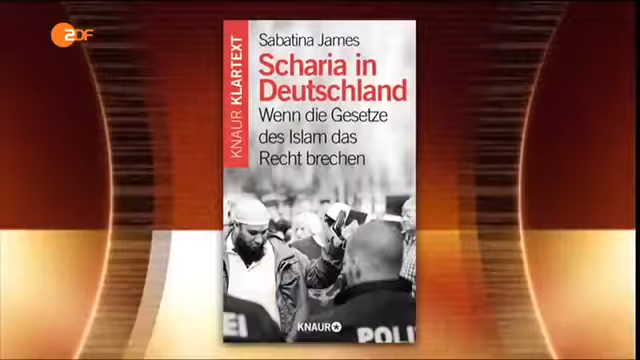 ZDF
KNAUR KLARTEXT
Sabatina James
Scharia in
Deutschland
Wenn die Gesetze
des Islam das
Recht brechen
EI
POLI
KNAUR